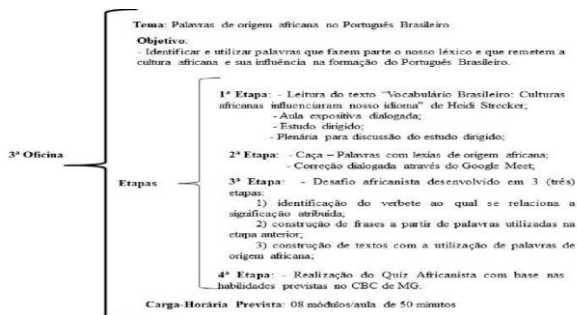 Tema: Palavras de origem africana no Português Brasileiro
Objetivo:
- Identificar e utilizar palavras que fazem parte o nosso léxico e que remetem a
cultura africana e sua influência na formação do Português Brasileiro.
1ª Etapa: - Leitura do texto "Vocabulário Brasileiro: Culturas
africanas influenciaram nosso idioma" de Heidi Strecker;
- Aula expositiva dialogada;
- Estudo dirigido;
- Plenária para discussão do estudo dirigido;
3ª Oficina
Etapas
2ª Etapa: - Caça – Palavras com lexias de origem africana;
- Correção dialogada através do Google Meet;
3ª Etapa: - Desafio africanista desenvolvido em 3 (três)
etapas:
1) identificação do verbete ao qual se relaciona a
significação atribuída;
2) construção de frases a partir de palavras utilizadas na
etapa anterior;
3) construção de textos com a utilização de palavras de
origem africana;
4ª Etapa: - Realização do Quiz Africanista com base nas
habilidades previstas no CBC de MG.
Carga-Horária Prevista: 08 módulos/aula de 50 minutos